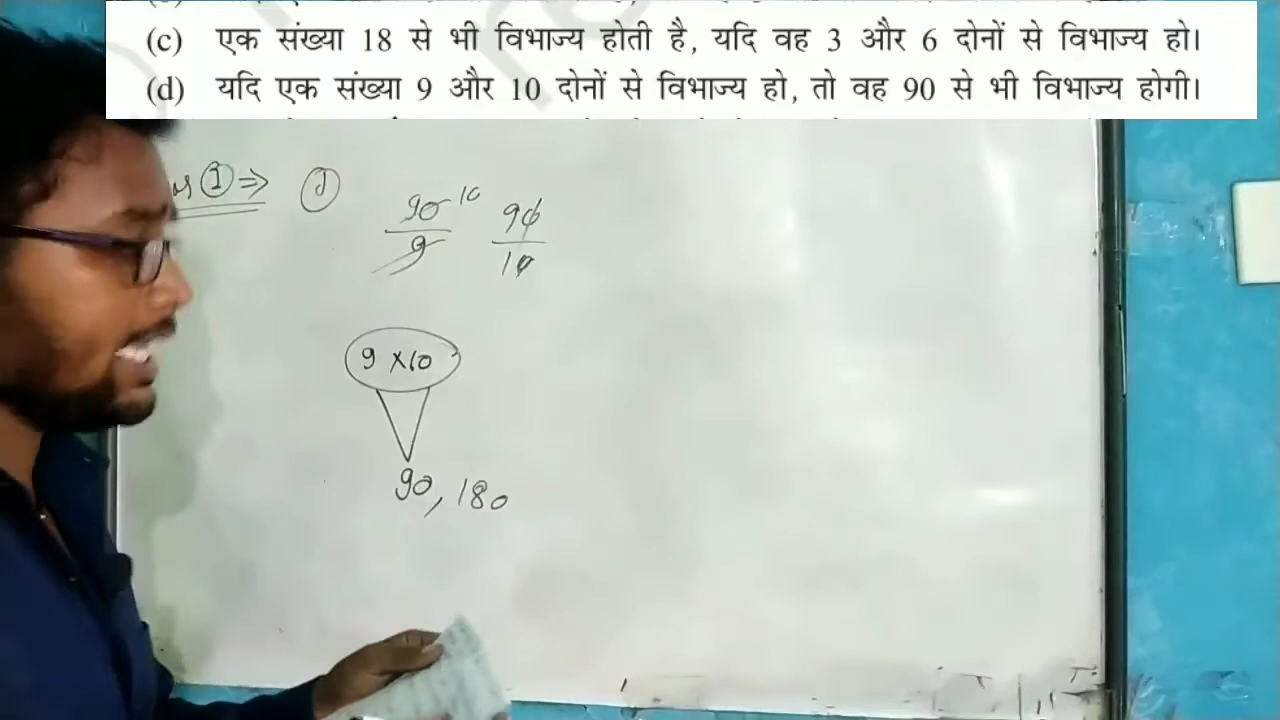 (c) एक संख्या 18 से भी विभाज्य होती है, यदि वह 3 और 6 दोनों से विभाज्य हो।
(d) यदि एक संख्या 9 और 10 दोनों से विभाज्य हो, तो वह 90 से भी विभाज्य होगी।
① ⇒
90 10 90
9 10
9 × 10
90, 180